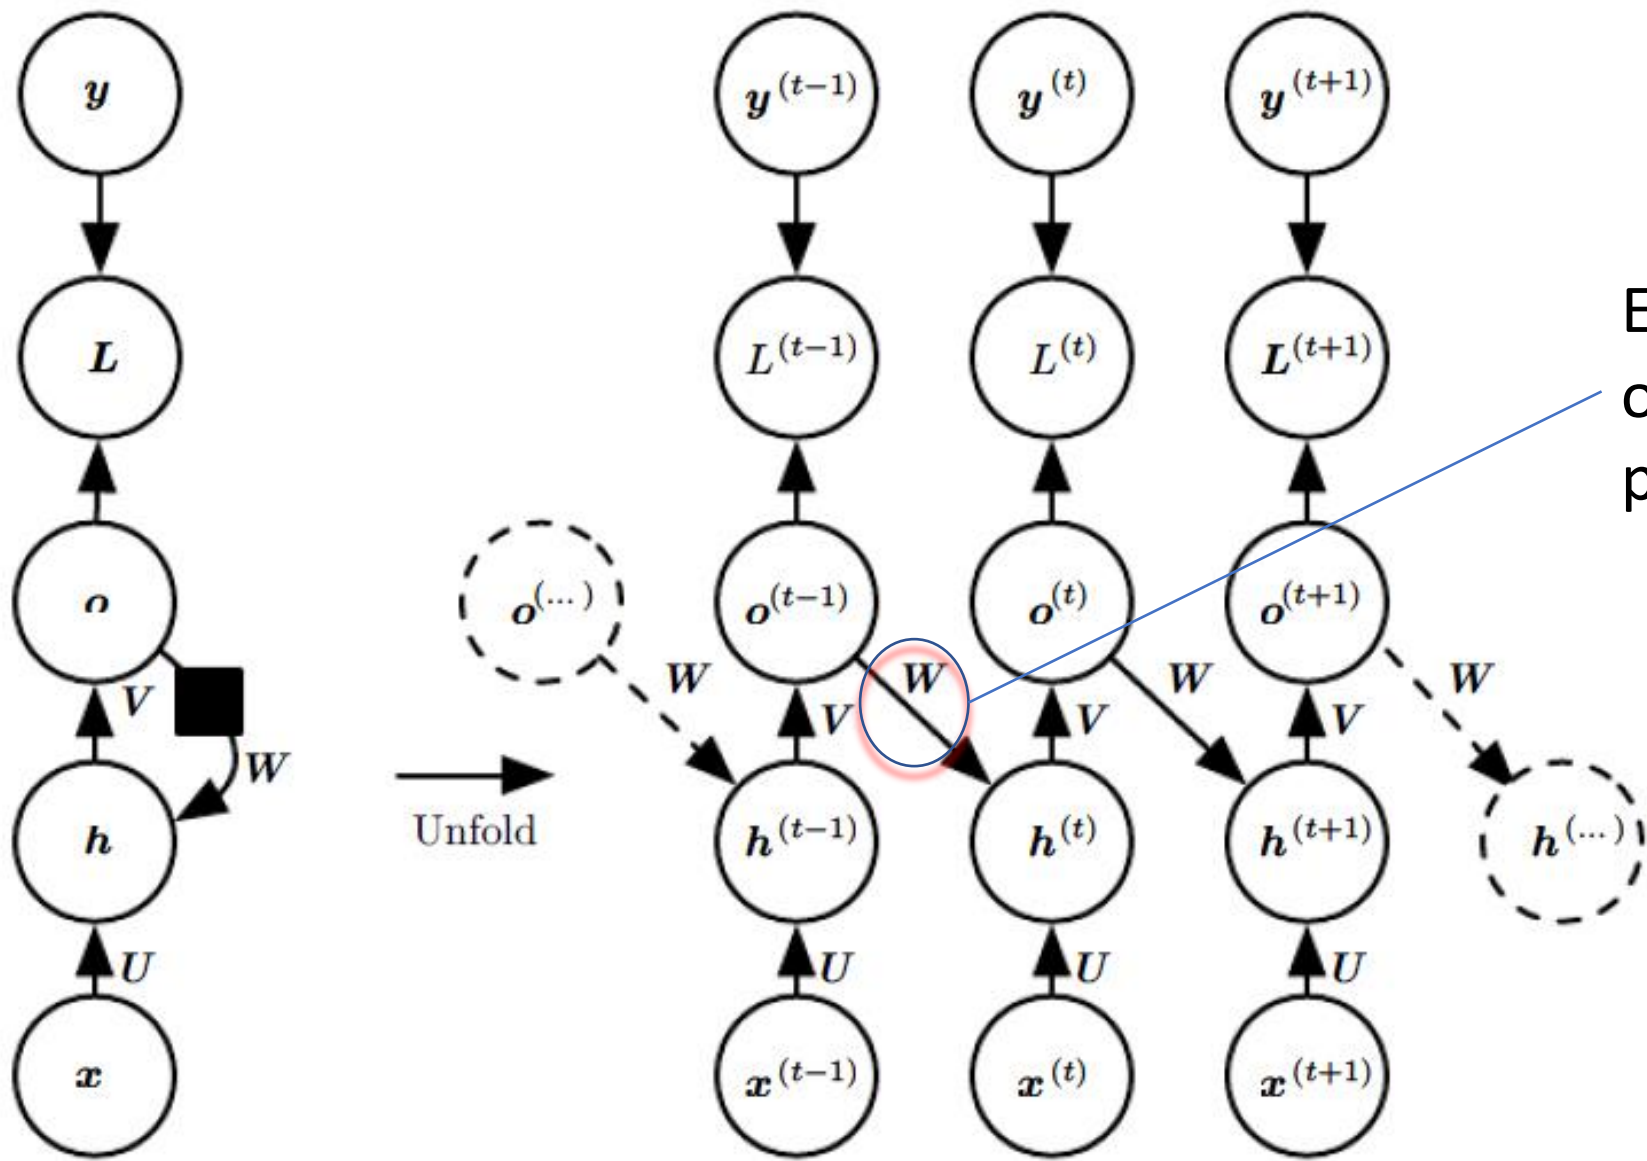 y
y^(t−1)
y^(t)
y^(t+1)
L
L^(t−1)
L^(t)
L^(t+1)
o
o^(...)
o^(t−1)
o^(t)
o^(t+1)
V
W
W
W
W
W
V
V
V
Unfold
h
h^(t−1)
h^(t)
h^(t+1)
h^(...)
U
U
U
U
x
x^(t−1)
x^(t)
x^(t+1)